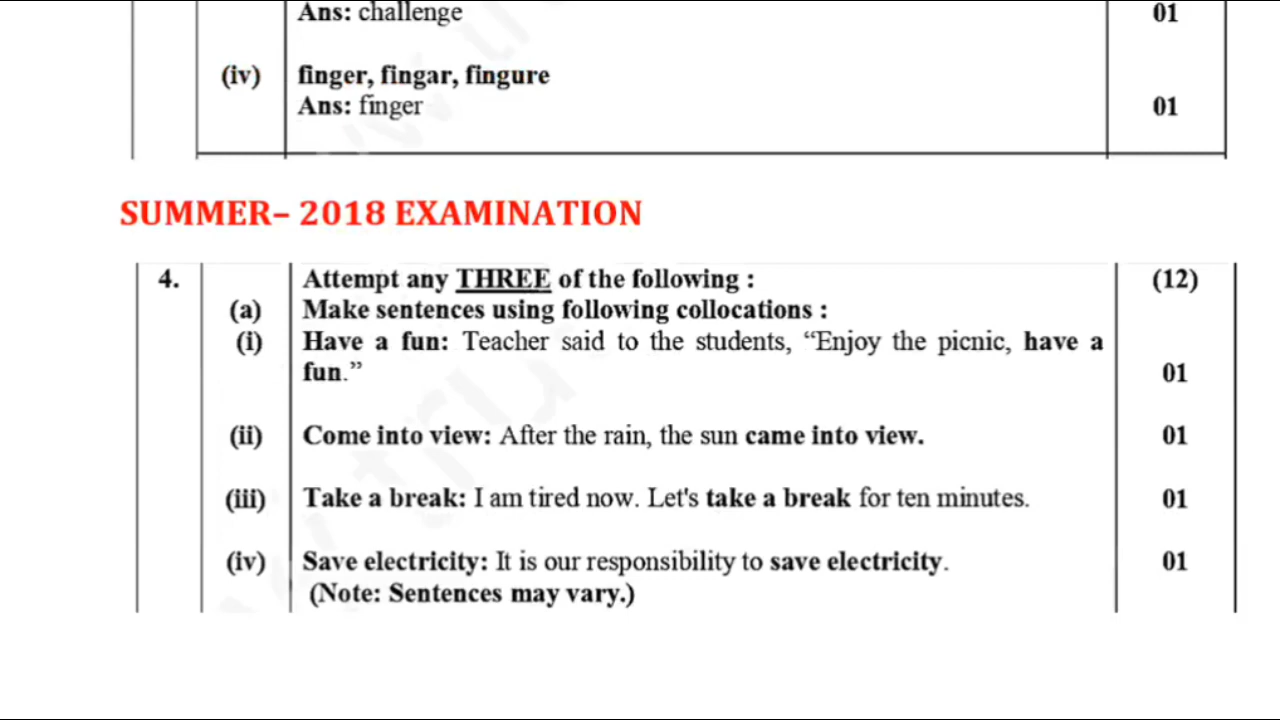 Ans: challenge 01
(iv) finger, fingar, fingure
Ans: finger 01
SUMMER– 2018 EXAMINATION
4. Attempt any THREE of the following : (12)
(a) Make sentences using following collocations :
(i) Have a fun: Teacher said to the students, “Enjoy the picnic, have a
fun.” 01
(ii) Come into view: After the rain, the sun came into view. 01
(iii) Take a break: I am tired now. Let's take a break for ten minutes. 01
(iv) Save electricity: It is our responsibility to save electricity. 01
(Note: Sentences may vary.)